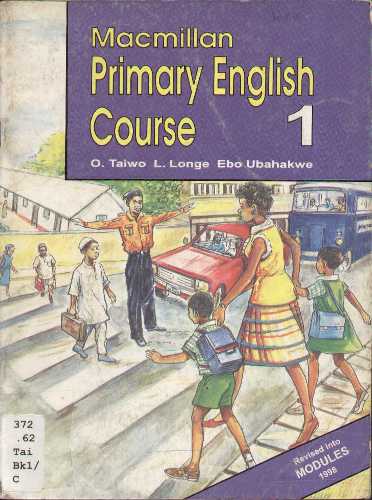 Macmillan
Primary English
Course 1
O. Taiwo L. Longe Ebo Ubahakwe
Revised into
MODULES
1998
372
.62
Tai
Bk1/
C